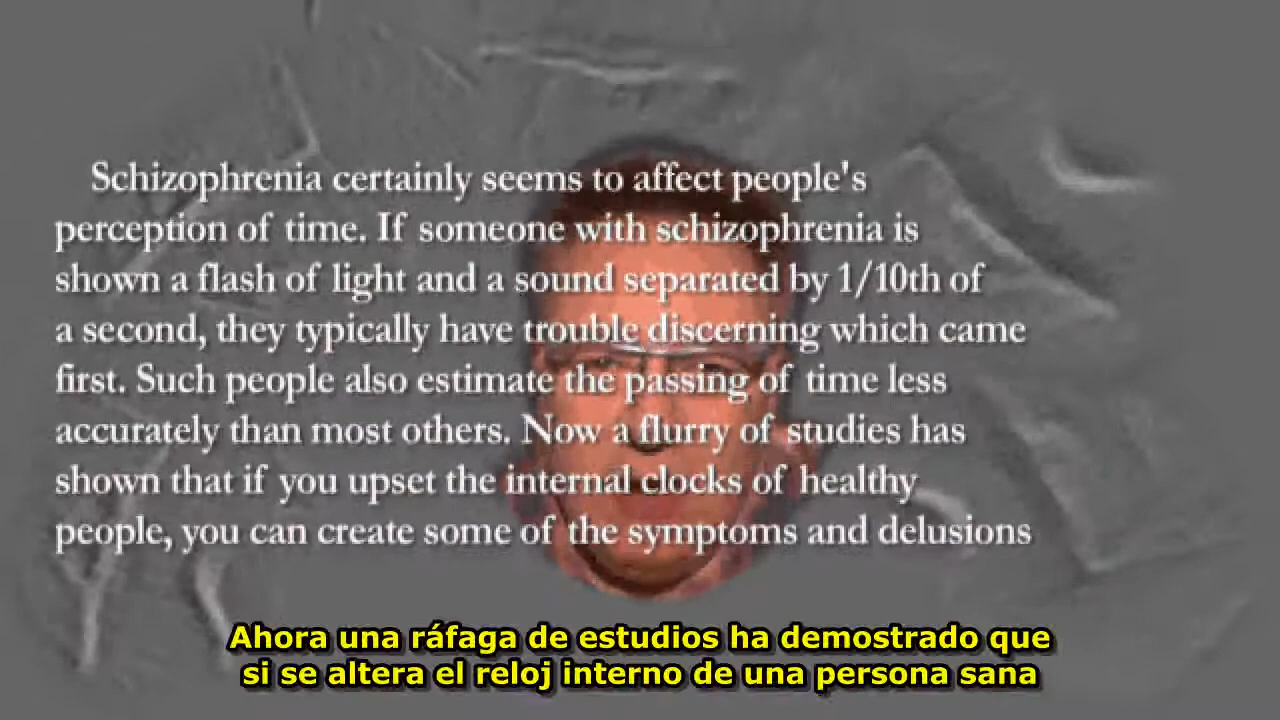 Schizophrenia certainly seems to affect people's
perception of time. If someone with schizophrenia is
shown a flash of light and a sound separated by 1/10th of
a second, they typically have trouble discerning which came
first. Such people also estimate the passing of time less
accurately than most others. Now a flurry of studies has
shown that if you upset the internal clocks of healthy
people, you can create some of the symptoms and delusions
Ahora una ráfaga de estudios ha demostrado que
si se altera el reloj interno de una persona sana